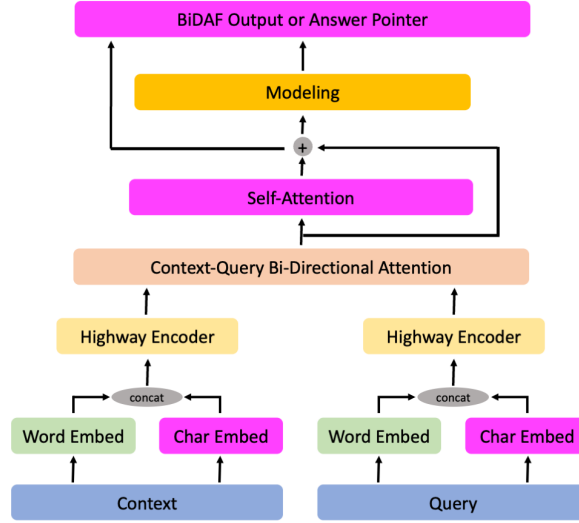 BiDAF Output or Answer Pointer
Modeling
+
Self-Attention
Context-Query Bi-Directional Attention
Highway Encoder
Highway Encoder
concat
concat
Word Embed
Char Embed
Word Embed
Char Embed
Context
Query